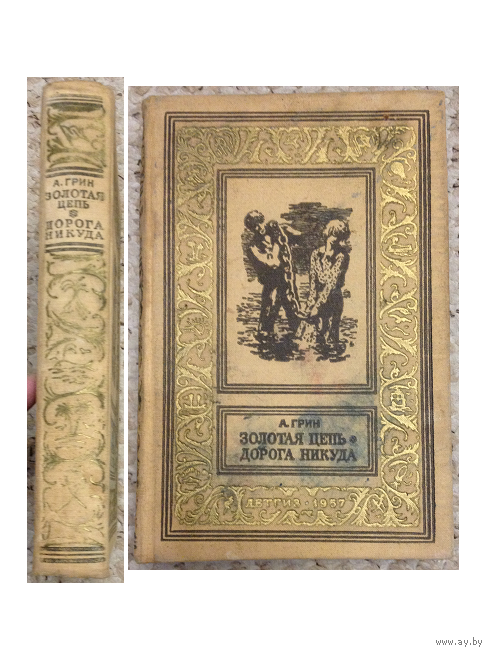 А. ГРИН
ЗОЛОТАЯ
ЦЕПЬ
*
ДОРОГА
НИКУДА
А. ГРИН
ЗОЛОТАЯ ЦЕПЬ *
ДОРОГА НИКУДА
ДЕТГИЗ · 1957
www.ay.by